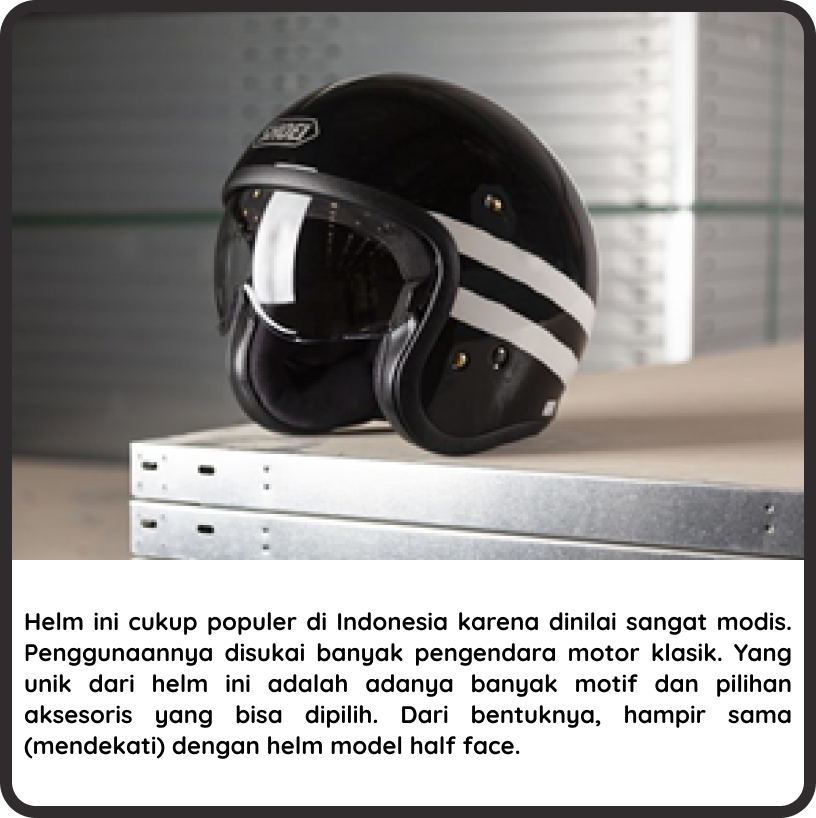 SHOEI
Helm ini cukup populer di Indonesia karena dinilai sangat modis.
Penggunaannya disukai banyak pengendara motor klasik. Yang
unik dari helm ini adalah adanya banyak motif dan pilihan
aksesoris yang bisa dipilih. Dari bentuknya, hampir sama
(mendekati) dengan helm model half face.